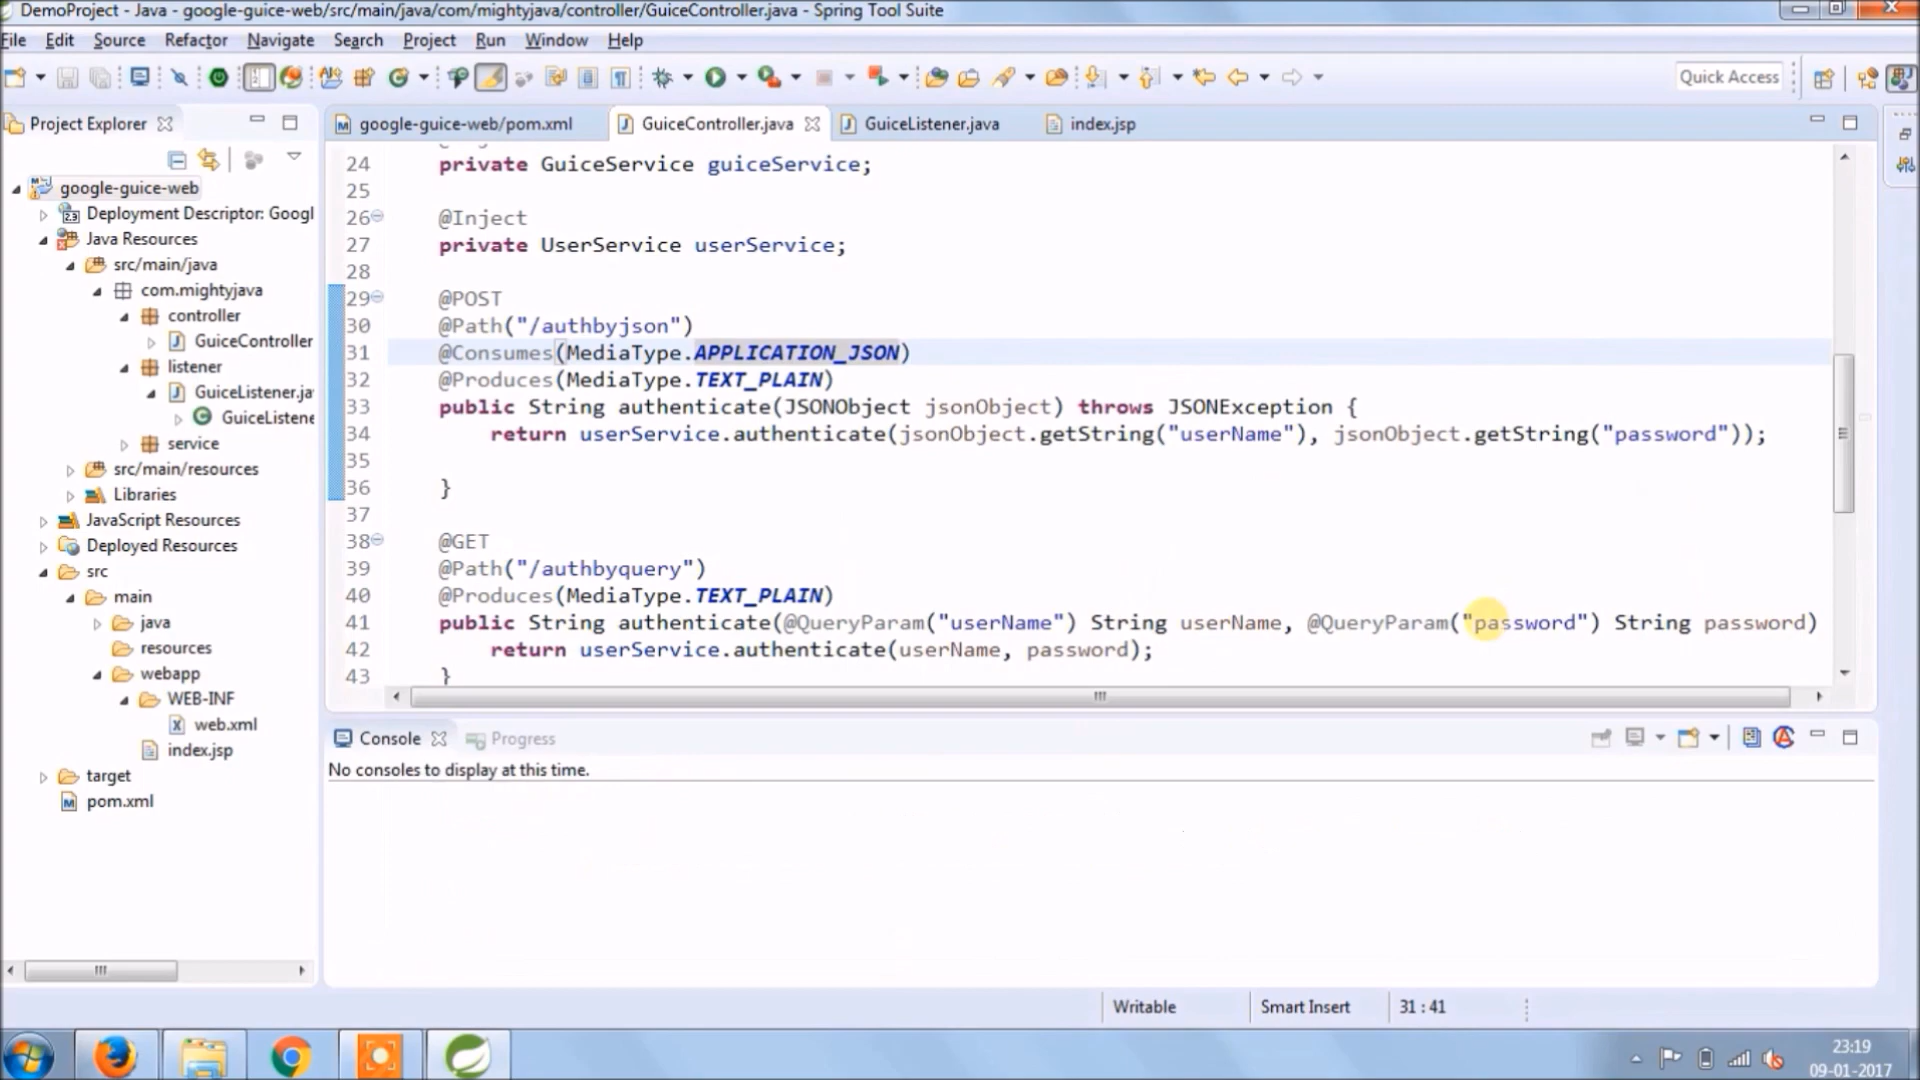 DemoProject - Java - google-guice-web/src/main/java/com/mightyjava/controller/GuiceController.java - Spring Tool Suite
File Edit Source Refactor Navigate Search Project Run Window Help
Quick Access
Project Explorer
google-guice-web/pom.xml GuiceController.java GuiceListener.java index.jsp
google-guice-web
Deployment Descriptor: Googl
Java Resources
src/main/java
com.mightyjava
controller
GuiceController
listener
GuiceListener.ja
GuiceListene
service
src/main/resources
Libraries
JavaScript Resources
Deployed Resources
src
main
java
resources
webapp
WEB-INF
web.xml
index.jsp
target
pom.xml
24 private GuiceService guiceService;
25
26 @Inject
27 private UserService userService;
28
29 @POST
30 @Path("/authbyjson")
31 @Consumes(MediaType.APPLICATION_JSON)
32 @Produces(MediaType.TEXT_PLAIN)
33 public String authenticate(JSONObject jsonObject) throws JSONException {
34 return userService.authenticate(jsonObject.getString("userName"), jsonObject.getString("password"));
35
36 }
37
38 @GET
39 @Path("/authbyquery")
40 @Produces(MediaType.TEXT_PLAIN)
41 public String authenticate(@QueryParam("userName") String userName, @QueryParam("password") String password)
42 return userService.authenticate(userName, password);
43 }
Console Progress
No consoles to display at this time.
Writable Smart Insert 31 : 41
23:19
09-01-2017